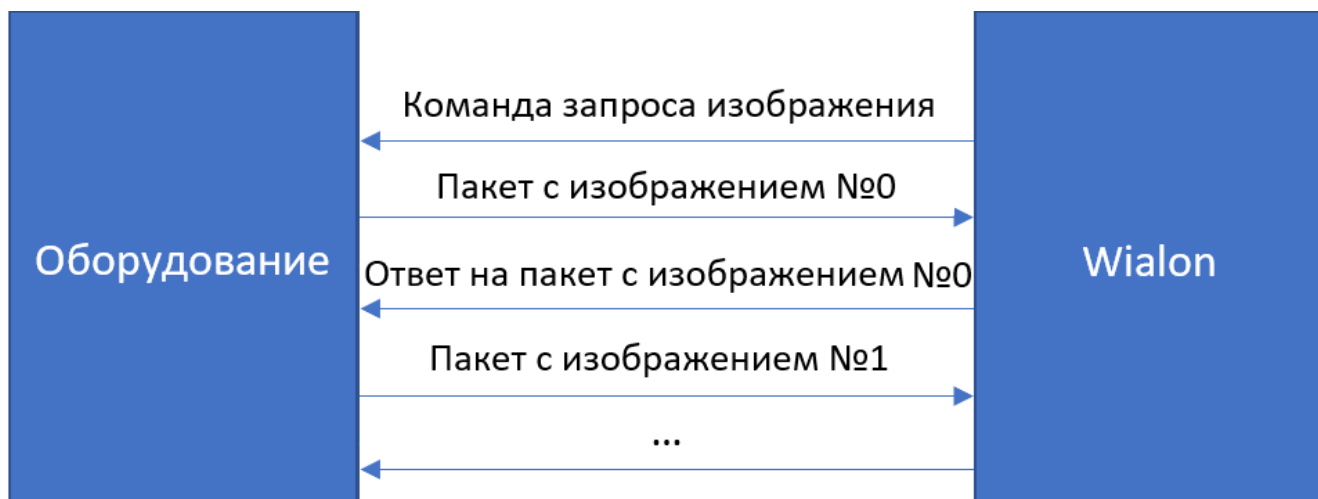 Команда запроса изображения
Пакет с изображением №0
Оборудование
Ответ на пакет с изображением №0
Wialon
Пакет с изображением №1
...